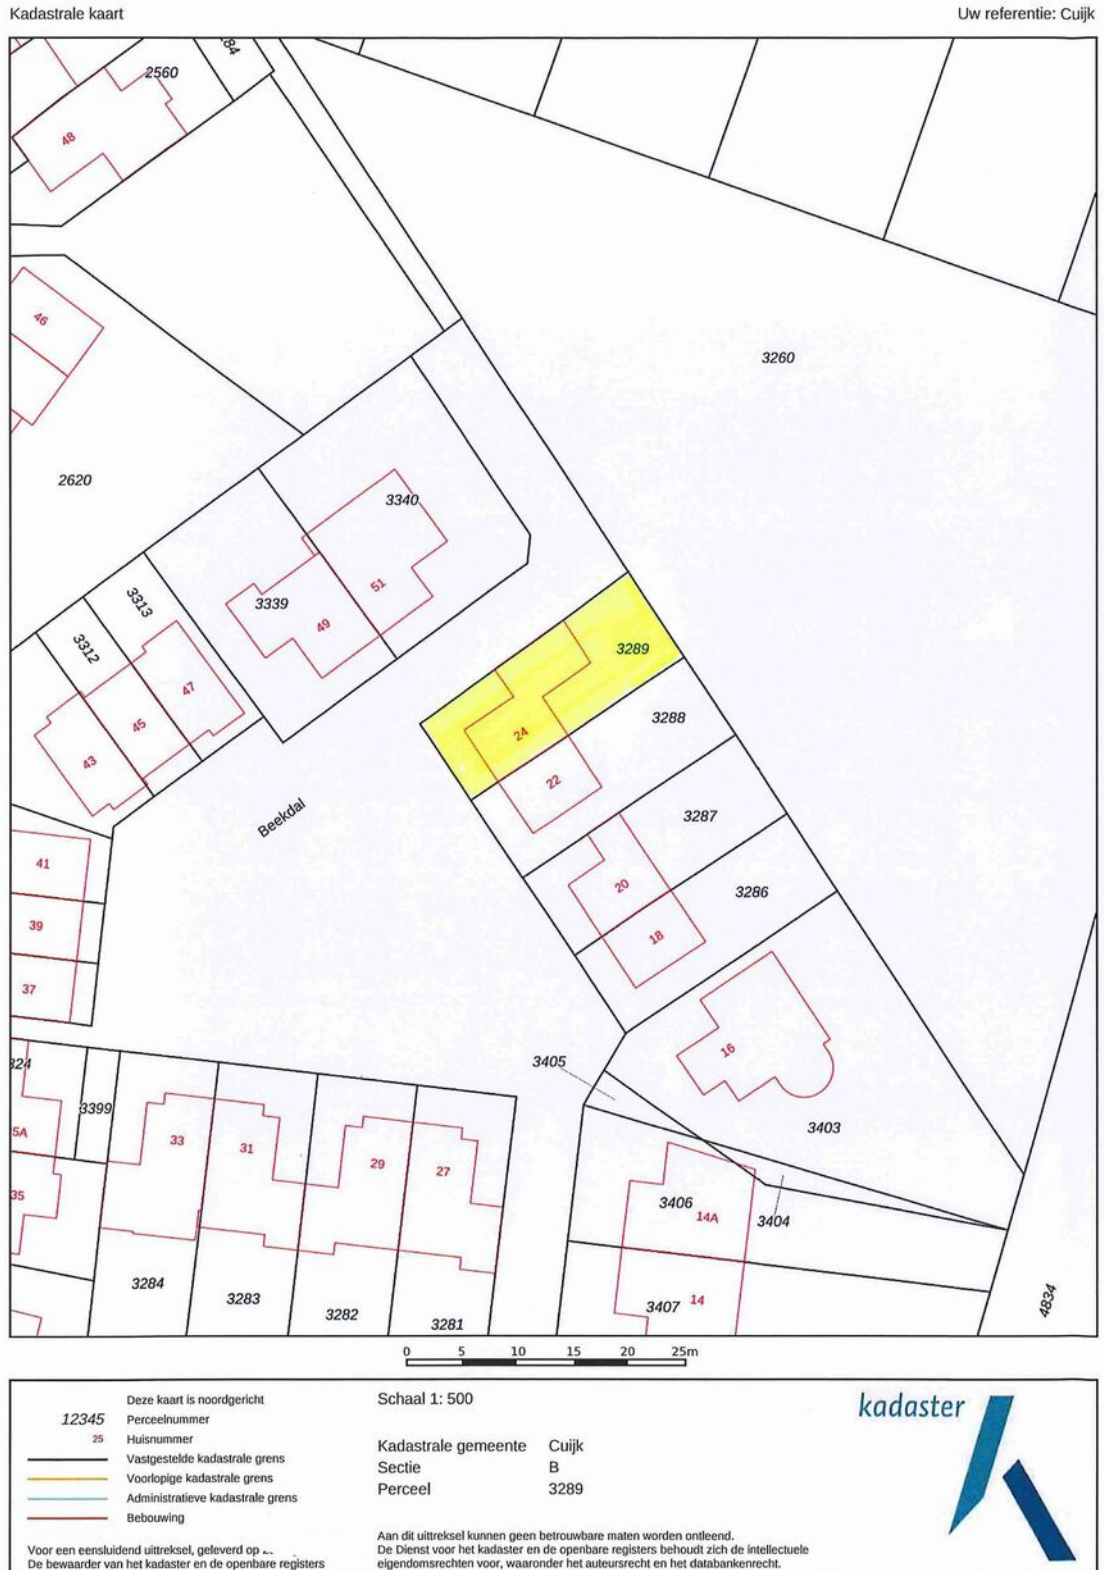 Kadastrale kaart
Uw referentie: Cuijk
2560
48
46
3260
2620
3340
51
3339
49
3313
3312
47
45
43
3289
24
3288
22
Beekdal
3287
20
3286
18
41
39
37
16
3405
3403
3399
33
31
29
27
35
3406
14A
3404
3284
3283
3282
3281
3407
14
4834
0 5 10 15 20 25m
Deze kaart is noordgericht
12345 Perceelnummer
25 Huisnummer
Vastgestelde kadastrale grens
Voorlopige kadastrale grens
Administratieve kadastrale grens
Bebouwing
Schaal 1: 500
Kadastrale gemeente Cuijk
Sectie B
Perceel 3289
kadaster
Voor een eensluidend uittreksel, geleverd op
De bewaarder van het kadaster en de openbare registers
Aan dit uittreksel kunnen geen betrouwbare maten worden ontleend.
De Dienst voor het kadaster en de openbare registers behoudt zich de intellectuele
eigendomsrechten voor, waaronder het auteursrecht en het databankenrecht.